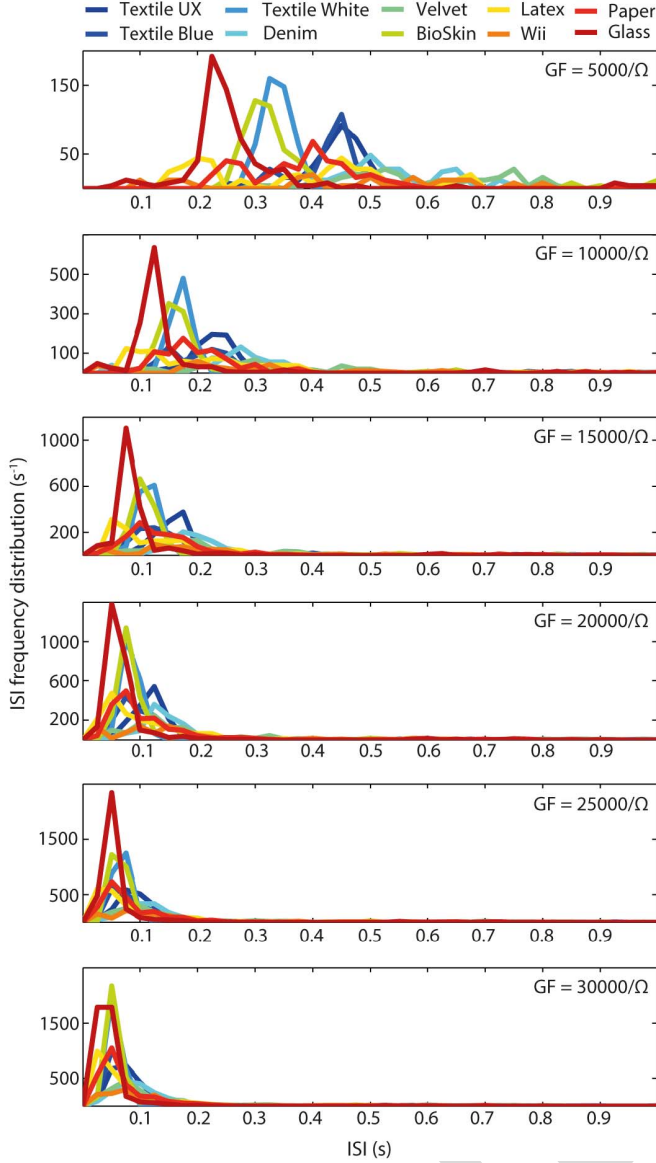 Textile UX Textile White Velvet Latex Paper
Textile Blue Denim BioSkin Wii Glass
GF = 5000/Ω
150
50
0.1 0.2 0.3 0.4 0.5 0.6 0.7 0.8 0.9
GF = 10000/Ω
500
300
100
0.1 0.2 0.3 0.4 0.5 0.6 0.7 0.8 0.9
GF = 15000/Ω
1000
600
200
0.1 0.2 0.3 0.4 0.5 0.6 0.7 0.8 0.9
ISI frequency distribution (s⁻¹)
GF = 20000/Ω
1000
600
200
0.1 0.2 0.3 0.4 0.5 0.6 0.7 0.8 0.9
GF = 25000/Ω
1500
500
0.1 0.2 0.3 0.4 0.5 0.6 0.7 0.8 0.9
GF = 30000/Ω
1500
500
0.1 0.2 0.3 0.4 0.5 0.6 0.7 0.8 0.9
ISI (s)